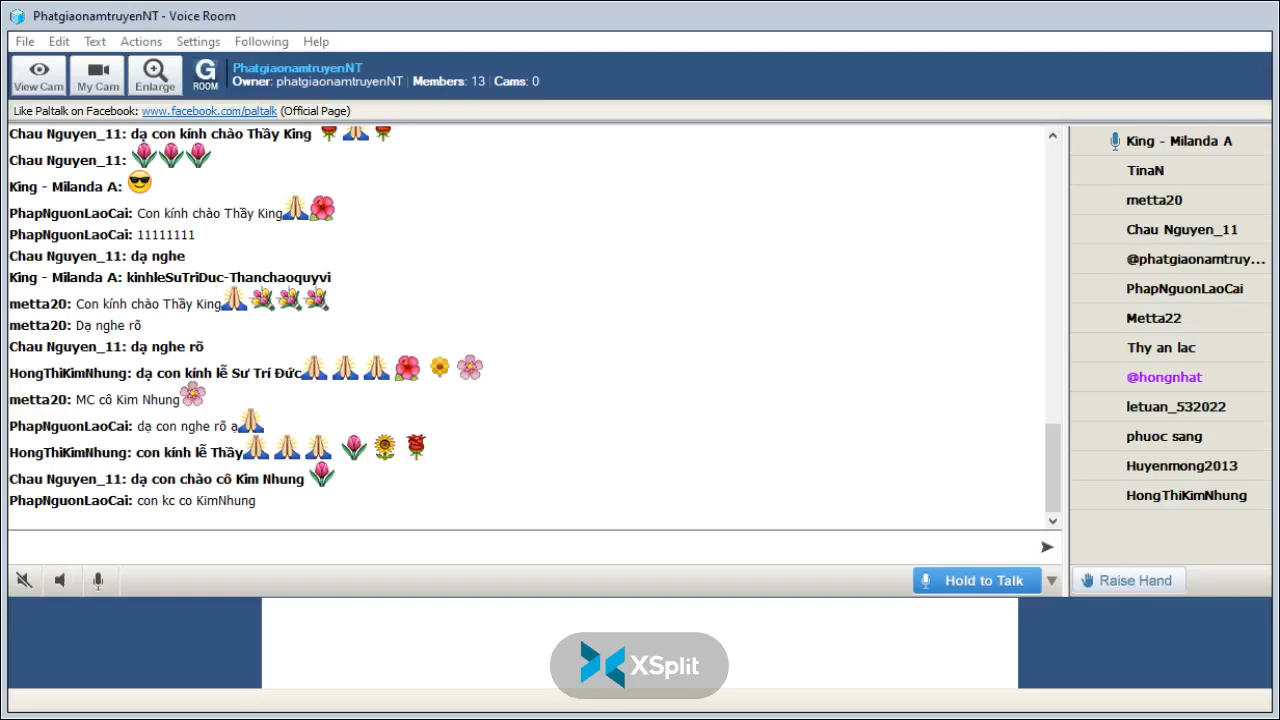 PhatgiaonamtruyenNT - Voice Room
File Edit Text Actions Settings Following Help
View Cam My Cam Enlarge G ROOM
PhatgiaonamtruyenNT
Owner: phatgiaonamtruyenNT Members: 13 Cams: 0
Like Paltalk on Facebook: www.facebook.com/paltalk (Official Page)
Chau Nguyen_11: dạ con kính chào Thầy King
Chau Nguyen_11:
King - Milanda A:
PhapNguonLaoCai: Con kính chào Thầy King
PhapNguonLaoCai: 11111111
Chau Nguyen_11: dạ nghe
King - Milanda A: kinhleSuTriDuc-Thanchaoquyvi
metta20: Con kính chào Thầy King
metta20: Dạ nghe rõ
Chau Nguyen_11: dạ nghe rõ
HongThiKimNhung: dạ con kính lễ Sư Trí Đức
metta20: MC cô Kim Nhung
PhapNguonLaoCai: dạ con nghe rõ ạ
HongThiKimNhung: con kính lễ Thầy
Chau Nguyen_11: dạ con chào cô Kim Nhung
PhapNguonLaoCai: con kc co KimNhung
King - Milanda A
TinaN
metta20
Chau Nguyen_11
@phatgiaonamtruy...
PhapNguonLaoCai
Metta22
Thy an lac
@hongnhat
letuan_532022
phuoc sang
Huyenmong2013
HongThiKimNhung
Hold to Talk
Raise Hand
XSplit